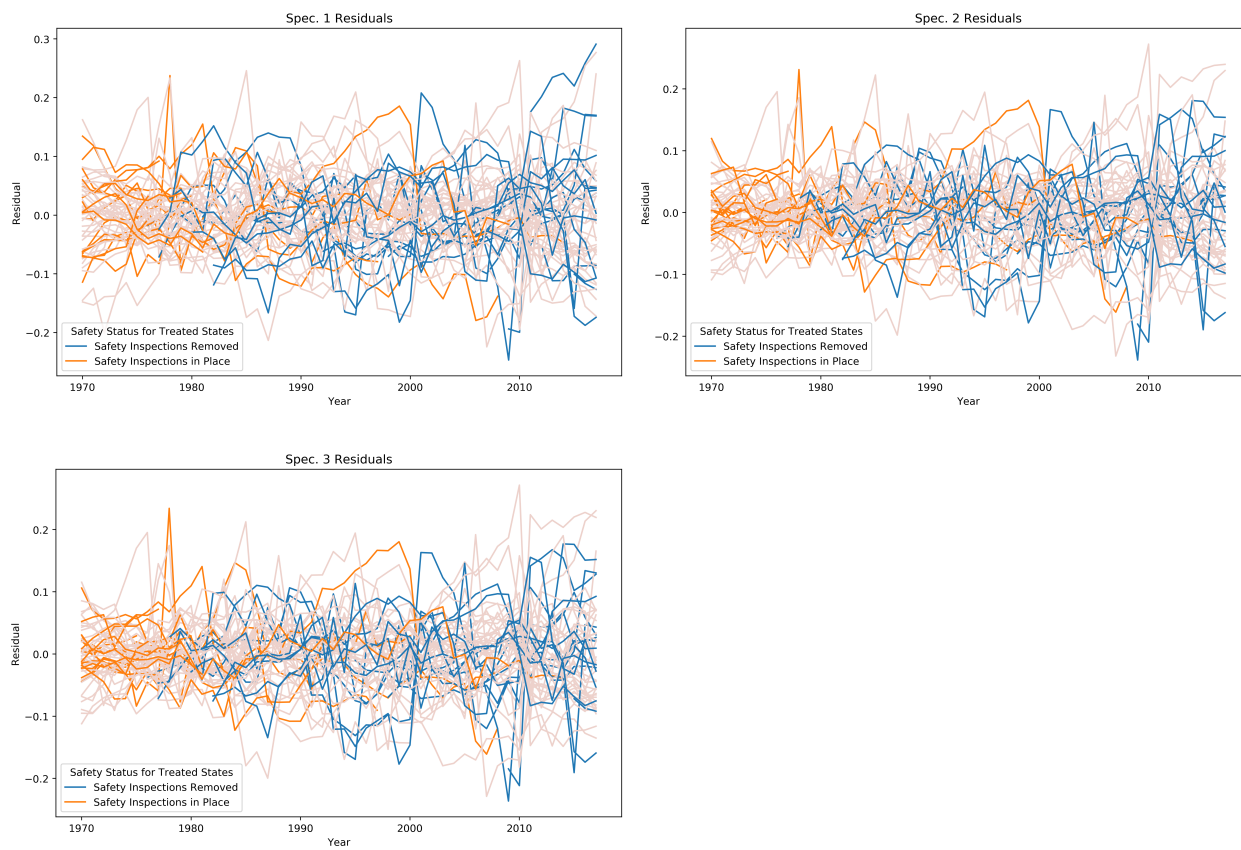 Spec. 1 Residuals
0.3
0.2
0.1
0.0
−0.1
−0.2
Residual
Safety Status for Treated States
Safety Inspections Removed
Safety Inspections in Place
1970 1980 1990 2000 2010
Year
Spec. 2 Residuals
0.2
0.1
0.0
−0.1
−0.2
Residual
Safety Status for Treated States
Safety Inspections Removed
Safety Inspections in Place
1970 1980 1990 2000 2010
Year
Spec. 3 Residuals
0.2
0.1
0.0
−0.1
−0.2
Residual
Safety Status for Treated States
Safety Inspections Removed
Safety Inspections in Place
1970 1980 1990 2000 2010
Year